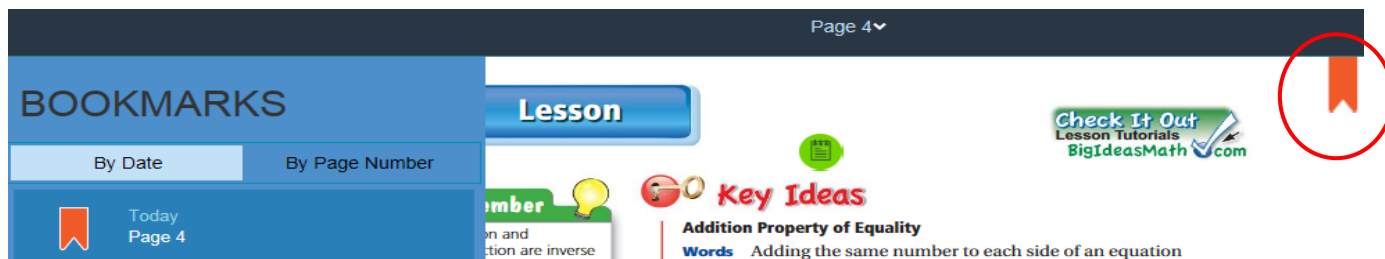 Page 4
BOOKMARKS
By Date
By Page Number
Today
Page 4
Lesson
Check It Out
Lesson Tutorials
BigIdeasMath com
mber
on and
ction are inverse
Key Ideas
Addition Property of Equality
Words Adding the same number to each side of an equation